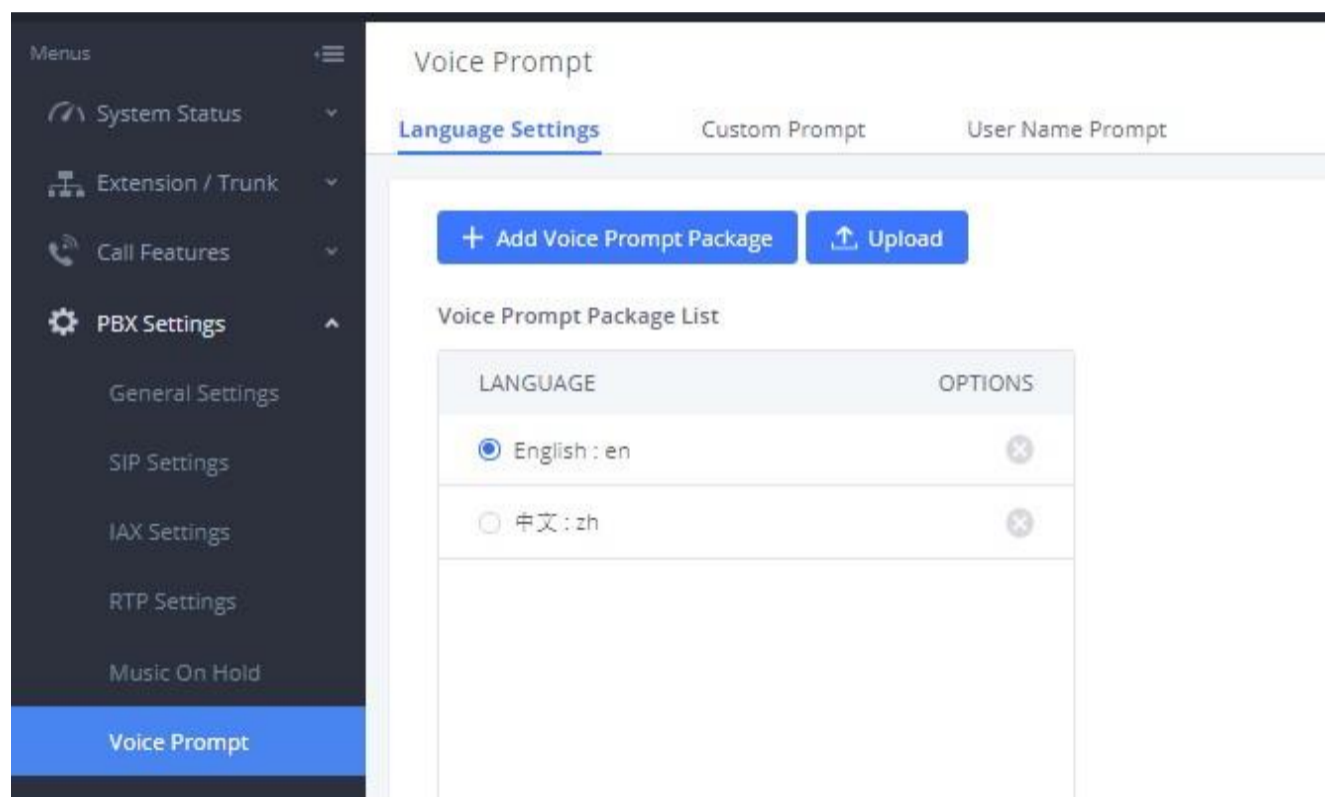 Menus
System Status
Extension / Trunk
Call Features
PBX Settings
General Settings
SIP Settings
IAX Settings
RTP Settings
Music On Hold
Voice Prompt
Voice Prompt
Language Settings Custom Prompt User Name Prompt
+ Add Voice Prompt Package Upload
Voice Prompt Package List
LANGUAGE OPTIONS
English : en
中文 : zh